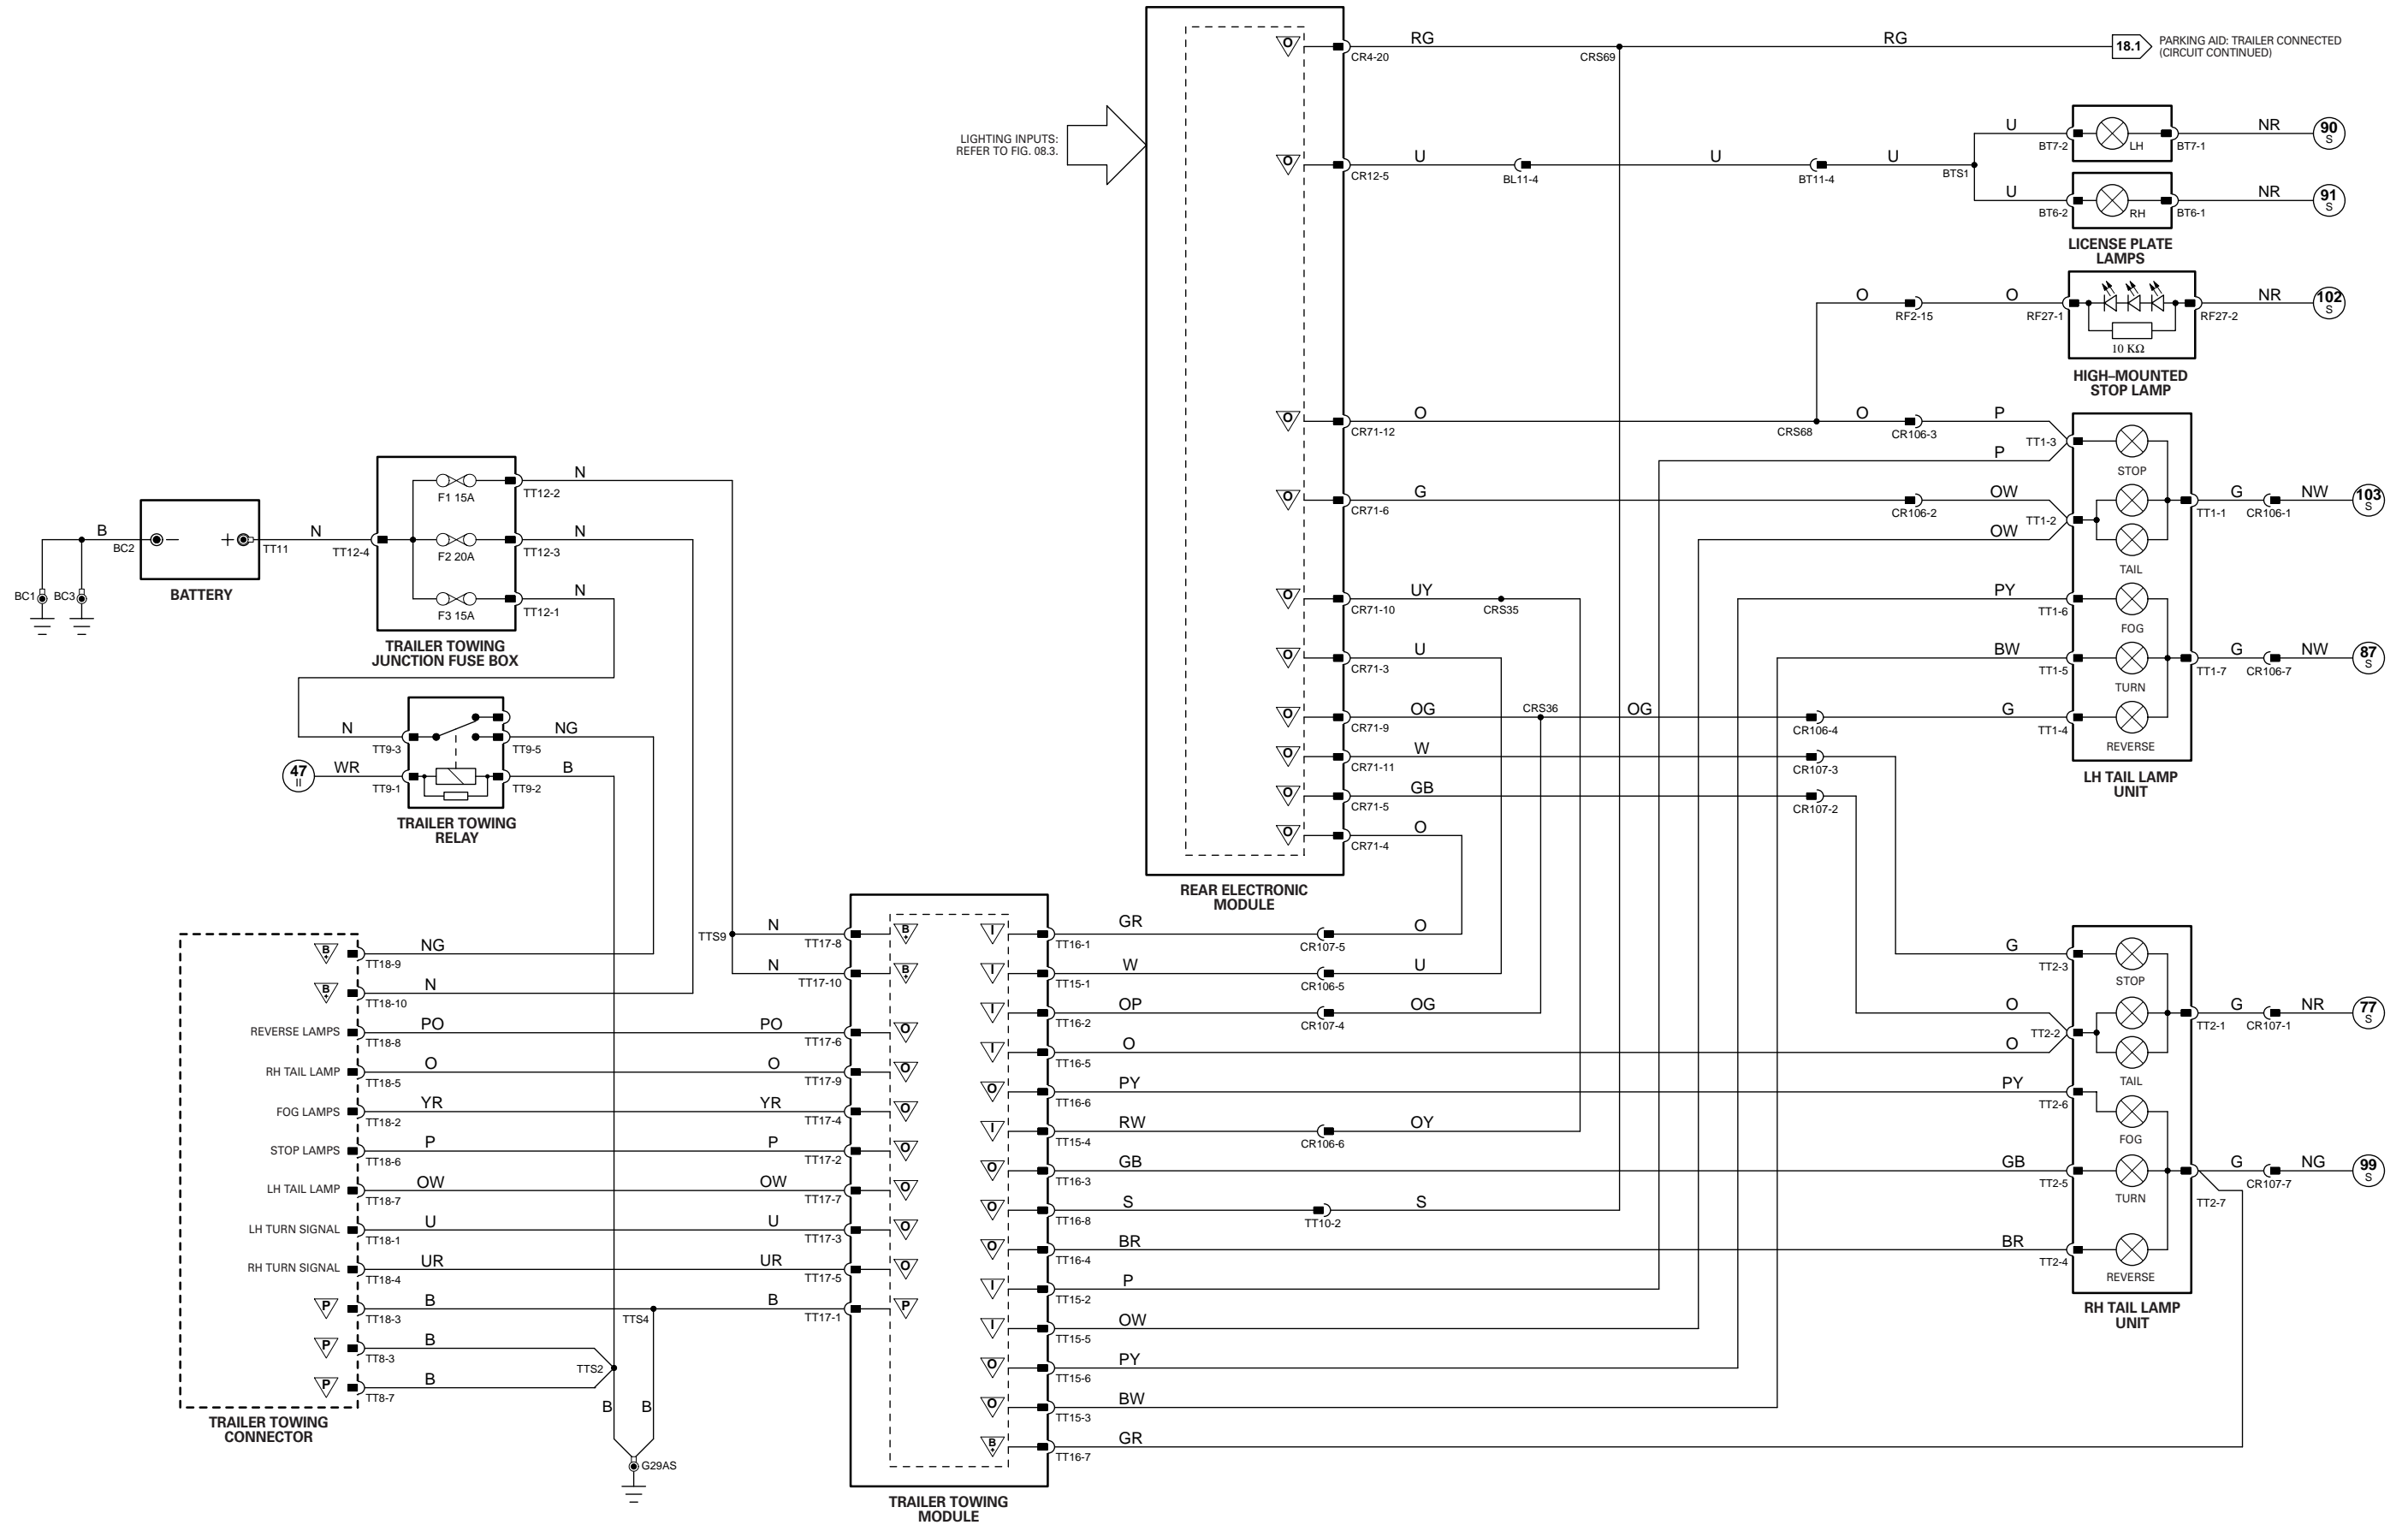 O
RG
RG
CR4-20
CRS69
18.1
PARKING AID: TRAILER CONNECTED
(CIRCUIT CONTINUED)
LIGHTING INPUTS:
REFER TO FIG. 08.3.
O
U
U
U
CR12-5
BL11-4
BT11-4
BTS1
U
BT7-2
LH
BT7-1
NR
90
S
U
BT6-2
RH
BT6-1
NR
91
S
LICENSE PLATE
LAMPS
O
O
RF2-15
RF27-1
10 KΩ
RF27-2
NR
102
S
HIGH–MOUNTED
STOP LAMP
O
O
CR71-12
CRS68
O
CR106-3
P
TT1-3
P
STOP
O
G
CR71-6
CR106-2
OW
TT1-2
OW
TT1-1
G
CR106-1
NW
103
S
TAIL
O
UY
CR71-10
CRS35
PY
TT1-6
FOG
O
U
CR71-3
BW
TT1-5
TURN
TT1-7
G
CR106-7
NW
87
S
O
OG
CR71-9
CRS36
OG
CR106-4
G
TT1-4
REVERSE
LH TAIL LAMP
UNIT
O
W
CR71-11
CR107-3
O
GB
CR71-5
CR107-2
O
O
CR71-4
REAR ELECTRONIC
MODULE
B
BC2
BC1
BC3
TT11
BATTERY
N
TT12-4
F1 15A
F2 20A
F3 15A
TT12-2
N
TT12-3
N
TT12-1
N
TRAILER TOWING
JUNCTION FUSE BOX
N
TT9-3
TT9-5
NG
47
II
WR
TT9-1
TT9-2
B
TRAILER TOWING
RELAY
TTS9
N
TT17-8
B+
N
TT17-10
B+
B+
NG
TT18-9
B+
N
TT18-10
REVERSE LAMPS
PO
TT18-8
PO
TT17-6
O
RH TAIL LAMP
O
TT18-5
O
TT17-9
O
FOG LAMPS
YR
TT18-2
YR
TT17-4
O
STOP LAMPS
P
TT18-6
P
TT17-2
O
LH TAIL LAMP
OW
TT18-7
OW
TT17-7
O
LH TURN SIGNAL
U
TT18-1
U
TT17-3
O
RH TURN SIGNAL
UR
TT18-4
UR
TT17-5
O
P
B
TT18-3
TTS4
B
TT17-1
P
P
B
TT8-3
P
B
TT8-7
TTS2
B
B
G29AS
TRAILER TOWING
CONNECTOR
I
GR
TT16-1
CR107-5
O
I
W
TT15-1
CR106-5
U
I
OP
TT16-2
CR107-4
OG
I
O
TT16-5
O
O
PY
TT16-6
PY
I
RW
TT15-4
CR106-6
OY
O
GB
TT16-3
GB
O
S
TT16-8
TT10-2
S
O
BR
TT16-4
BR
I
P
TT15-2
I
OW
TT15-5
O
PY
TT15-6
O
BW
TT15-3
B+
GR
TT16-7
TRAILER TOWING
MODULE
G
TT2-3
STOP
O
TT2-2
TT2-1
G
CR107-1
NR
77
S
TAIL
TT2-6
FOG
TT2-5
TURN
TT2-7
G
CR107-7
NG
99
S
TT2-4
REVERSE
RH TAIL LAMP
UNIT